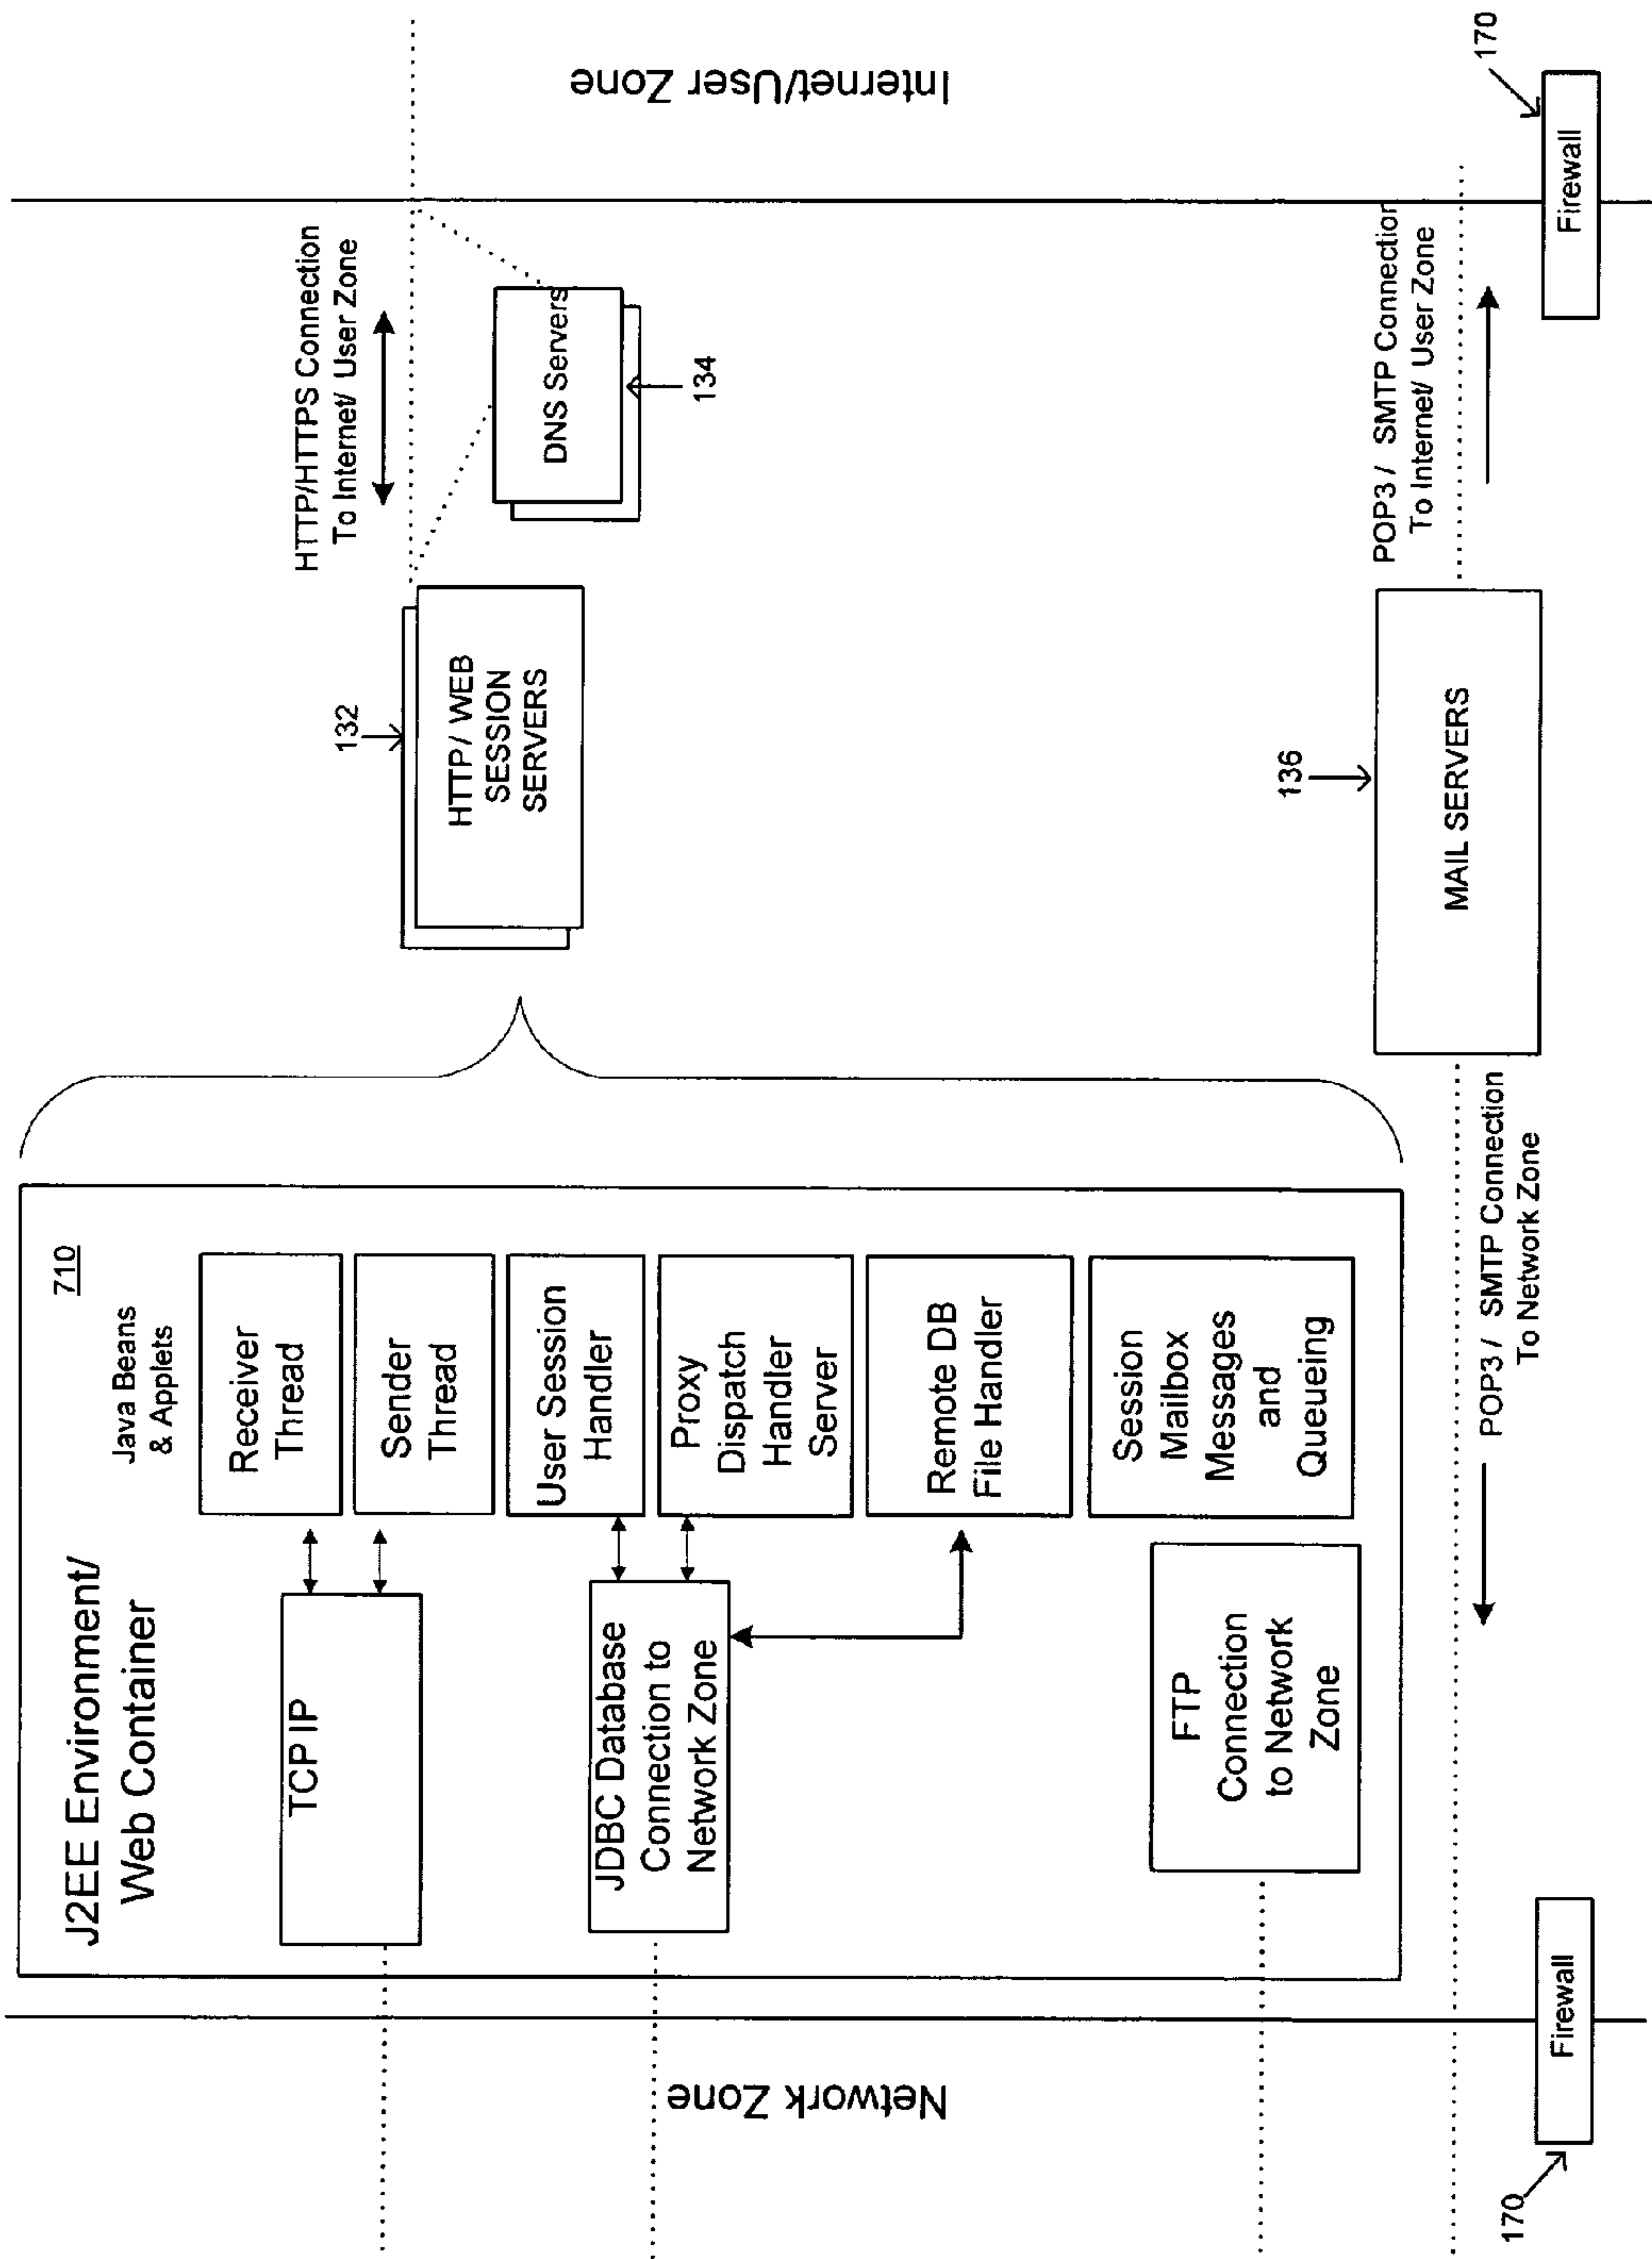 J2EE Environment/
Web Container
710
Java Beans
& Applets
TCP IP
Receiver
Thread
Sender
Thread
JDBC Database
Connection to
Network Zone
User Session
Handler
Proxy
Dispatch
Handler
Server
Remote DB
File Handler
FTP
Connection
to Network
Zone
Session
Mailbox
Messages
and
Queueing
Network Zone
Firewall
170
132
HTTP/ WEB
SESSION
SERVERS
HTTP/HTTPS Connection
To Internet/ User Zone
DNS Servers
134
Internet/User Zone
136
MAIL SERVERS
POP3 / SMTP Connection
To Network Zone
POP3 / SMTP Connection
To Internet/ User Zone
Firewall
170